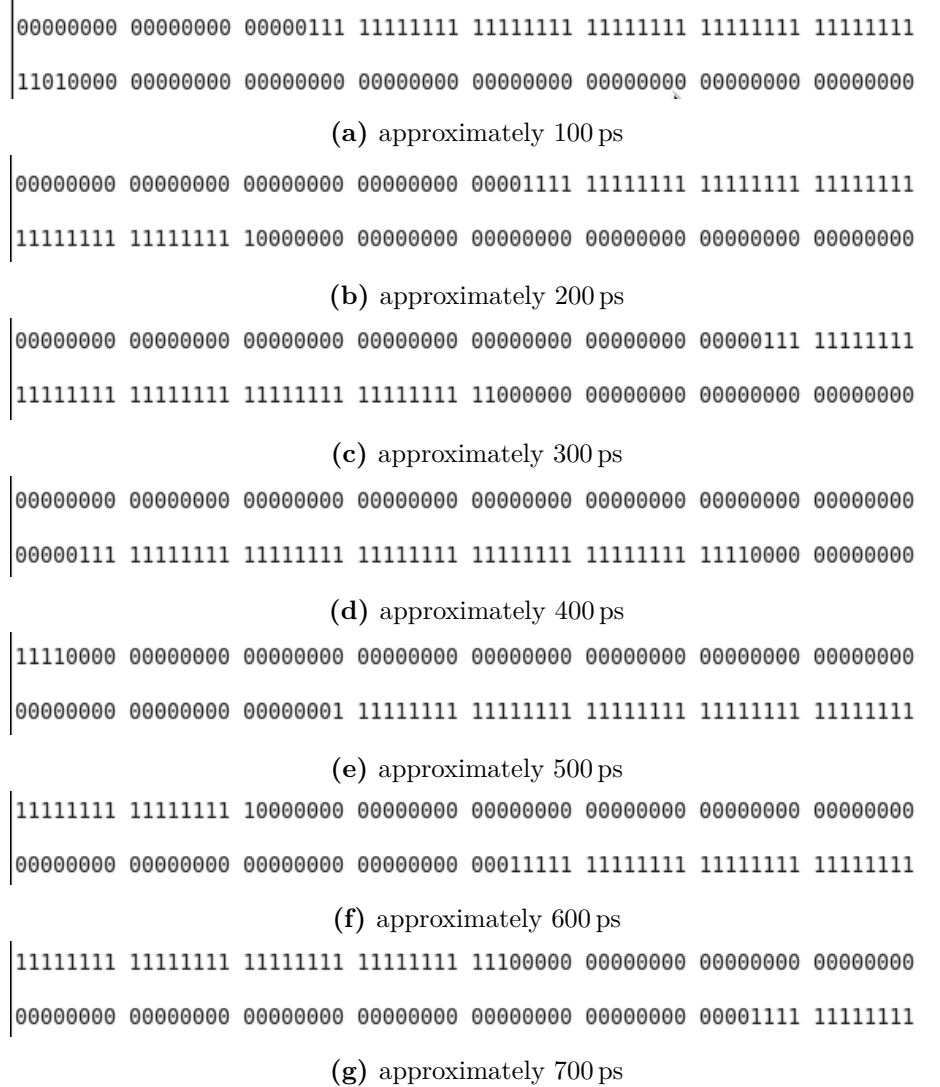 00000000 00000000 00000111 11111111 11111111 11111111 11111111 11111111
11010000 00000000 00000000 00000000 00000000 00000000 00000000 00000000
(a) approximately 100 ps
00000000 00000000 00000000 00000000 00001111 11111111 11111111 11111111
11111111 11111111 10000000 00000000 00000000 00000000 00000000 00000000
(b) approximately 200 ps
00000000 00000000 00000000 00000000 00000000 00000000 00000111 11111111
11111111 11111111 11111111 11111111 11000000 00000000 00000000 00000000
(c) approximately 300 ps
00000000 00000000 00000000 00000000 00000000 00000000 00000000 00000000
00000111 11111111 11111111 11111111 11111111 11111111 11110000 00000000
(d) approximately 400 ps
11110000 00000000 00000000 00000000 00000000 00000000 00000000 00000000
00000000 00000000 00000001 11111111 11111111 11111111 11111111 11111111
(e) approximately 500 ps
11111111 11111111 10000000 00000000 00000000 00000000 00000000 00000000
00000000 00000000 00000000 00000000 00011111 11111111 11111111 11111111
(f) approximately 600 ps
11111111 11111111 11111111 11111111 11100000 00000000 00000000 00000000
00000000 00000000 00000000 00000000 00000000 00000000 00001111 11111111
(g) approximately 700 ps